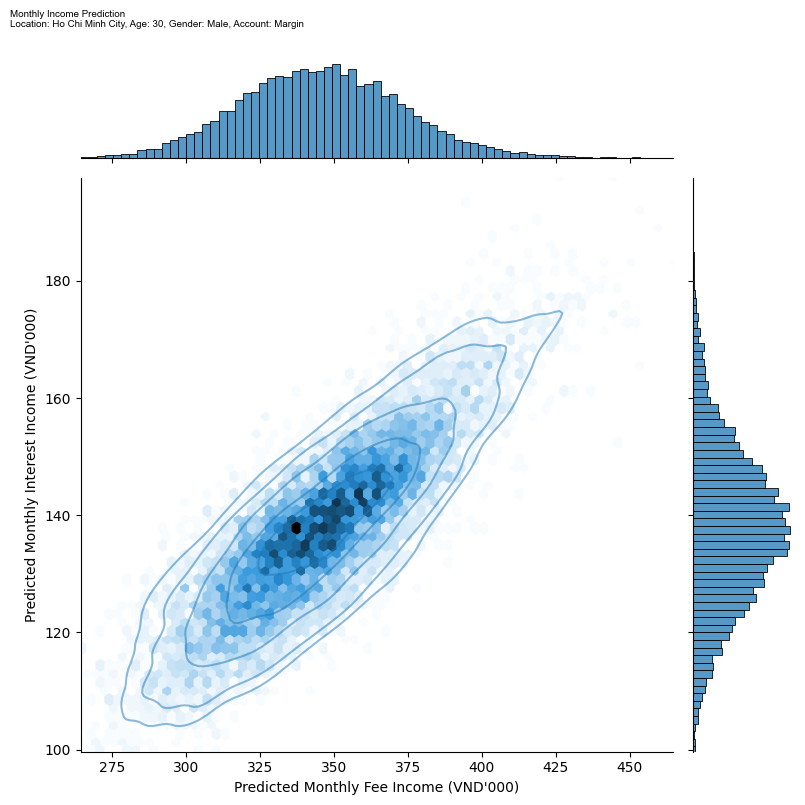 Monthly Income Prediction
Location: Ho Chi Minh City, Age: 30, Gender: Male, Account: Margin
180
160
140
120
100
Predicted Monthly Interest Income (VND'000)
275 300 325 350 375 400 425 450
Predicted Monthly Fee Income (VND'000)